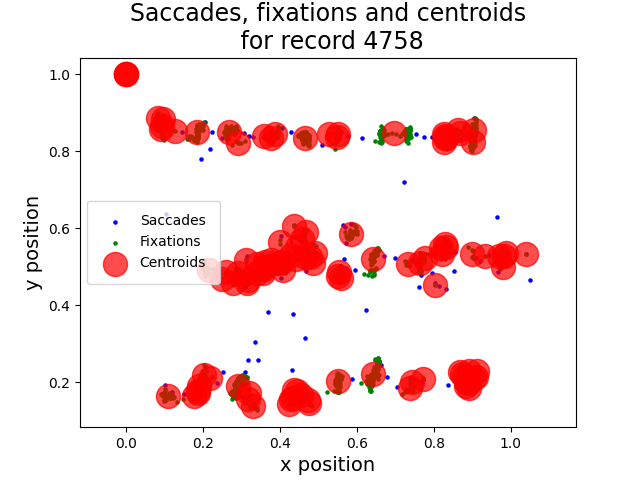 Saccades, fixations and centroids
for record 4758
1.0
0.8
0.6
0.4
0.2
y position
Saccades
Fixations
Centroids
0.0 0.2 0.4 0.6 0.8 1.0
x position